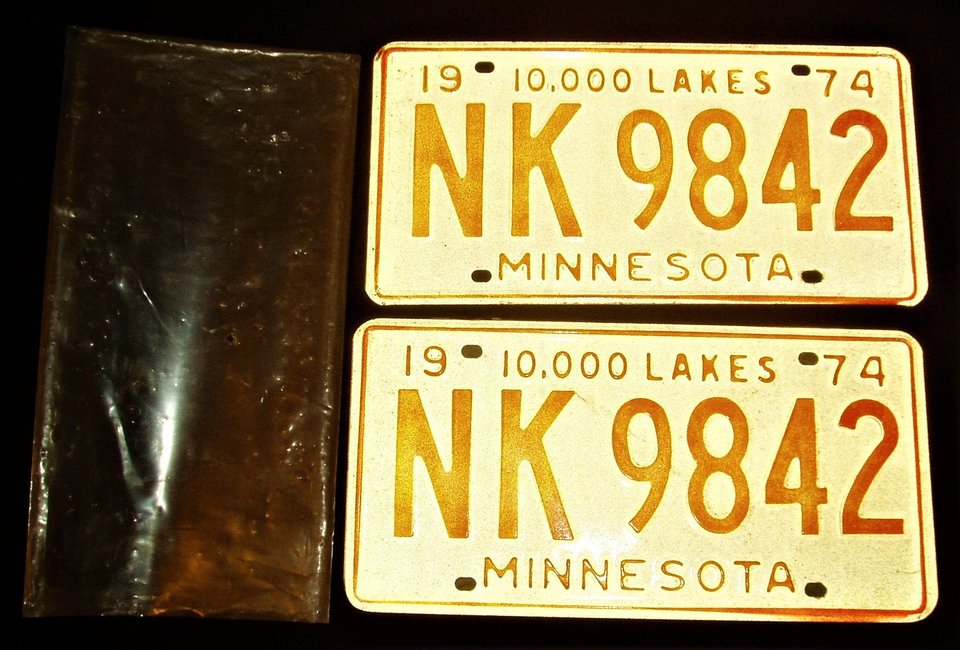 19 10,000 LAKES 74
NK 9842
MINNESOTA
19 10,000 LAKES 74
NK 9842
MINNESOTA